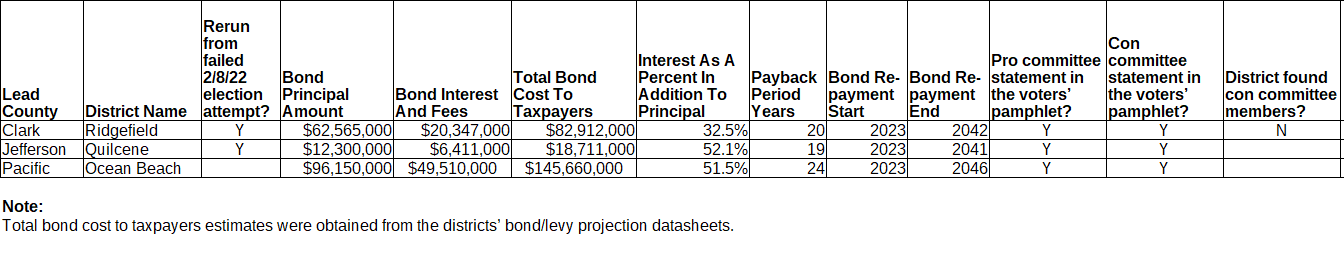 Lead County District Name Rerun from failed 2/8/22 election attempt? Bond Principal Amount Bond Interest And Fees Total Bond Cost To Taxpayers Interest As A Percent In Addition To Principal Payback Period Years Bond Re-payment Start Bond Re-payment End Pro committee statement in the voters’ pamphlet? Con committee statement in the voters’ pamphlet? District found con committee members?
Clark Ridgefield Y $62,565,000 $20,347,000 $82,912,000 32.5% 20 2023 2042 Y Y N
Jefferson Quilcene Y $12,300,000 $6,411,000 $18,711,000 52.1% 19 2023 2041 Y Y
Pacific Ocean Beach $96,150,000 $49,510,000 $145,660,000 51.5% 24 2023 2046 Y Y
Note:
Total bond cost to taxpayers estimates were obtained from the districts’ bond/levy projection datasheets.